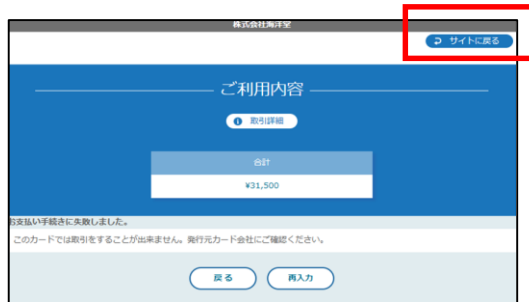 株式会社海洋堂
サイトに戻る
ご利用内容
取引詳細
合計
¥31,500
お支払い手続きに失敗しました。
このカードでは取引をすることが出来ません。発行元カード会社にご確認ください。
戻る
再入力